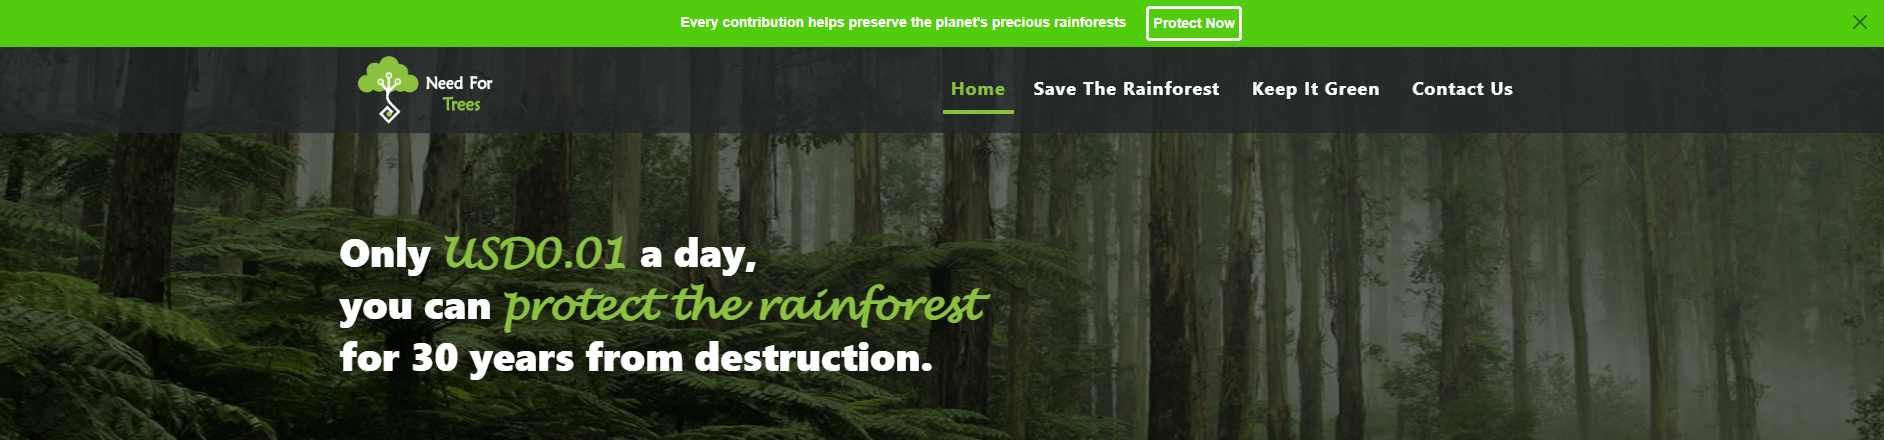 Every contribution helps preserve the planet's precious rainforests
Protect Now
Need For
Trees
Home
Save The Rainforest
Keep It Green
Contact Us
Only USD0.01 a day,
you can protect the rainforest
for 30 years from destruction.